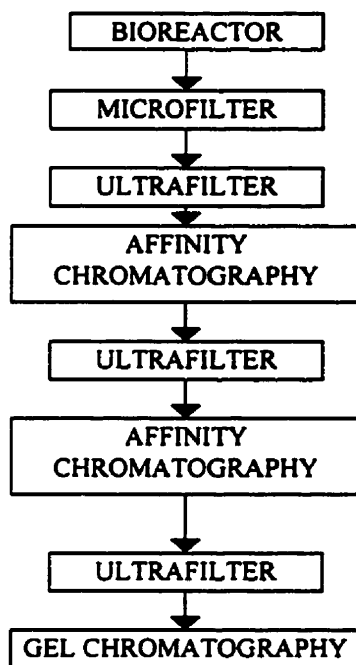 BIOREACTOR
MICROFILTER
ULTRAFILTER
AFFINITY
CHROMATOGRAPHY
ULTRAFILTER
AFFINITY
CHROMATOGRAPHY
ULTRAFILTER
GEL CHROMATOGRAPHY